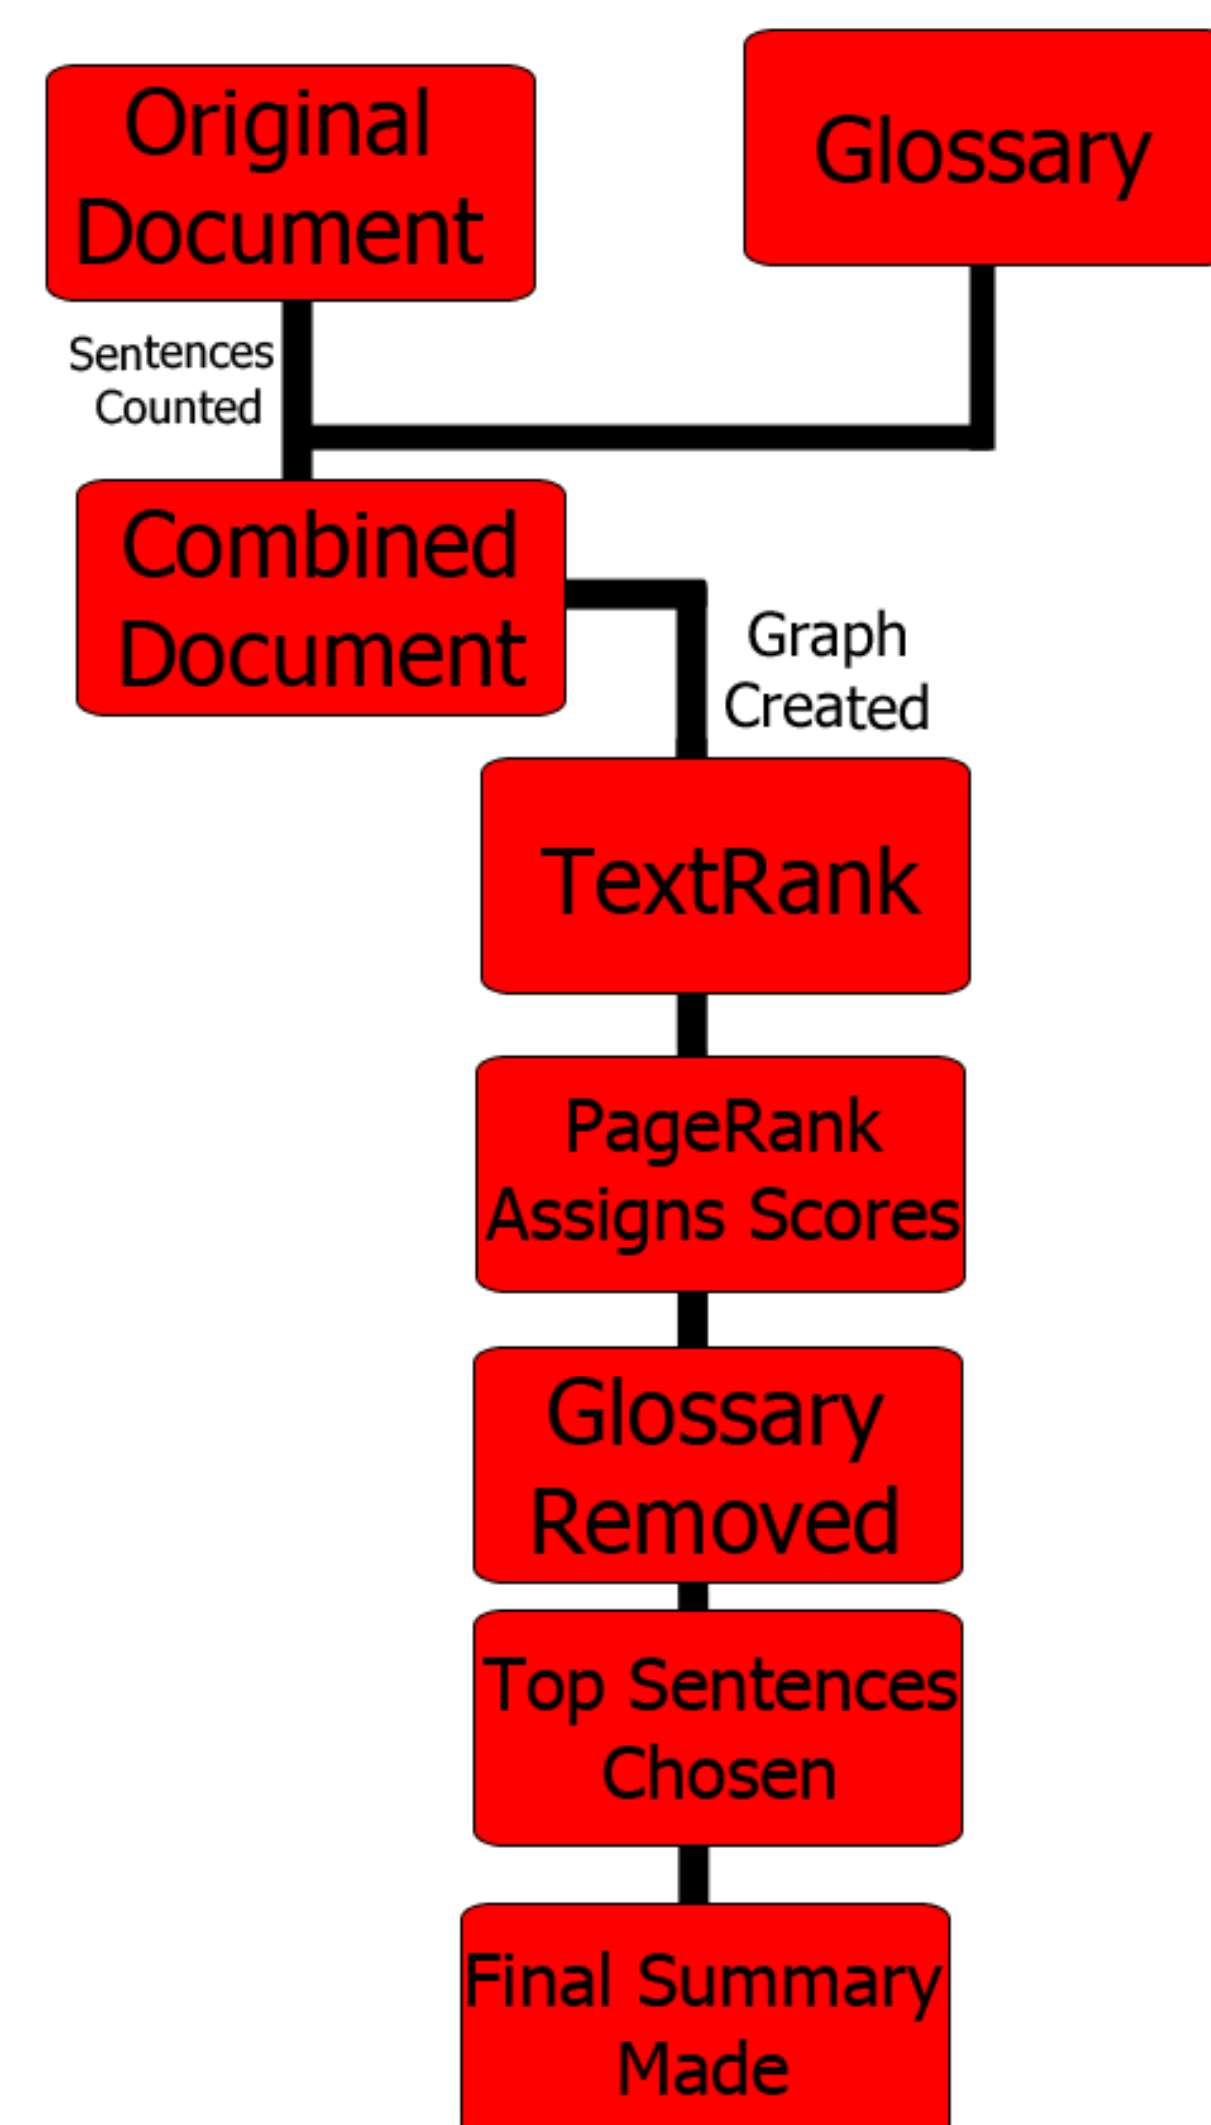 Original
Document
Glossary
Sentences
Counted
Combined
Document
Graph
Created
TextRank
PageRank
Assigns Scores
Glossary
Removed
Top Sentences
Chosen
Final Summary
Made